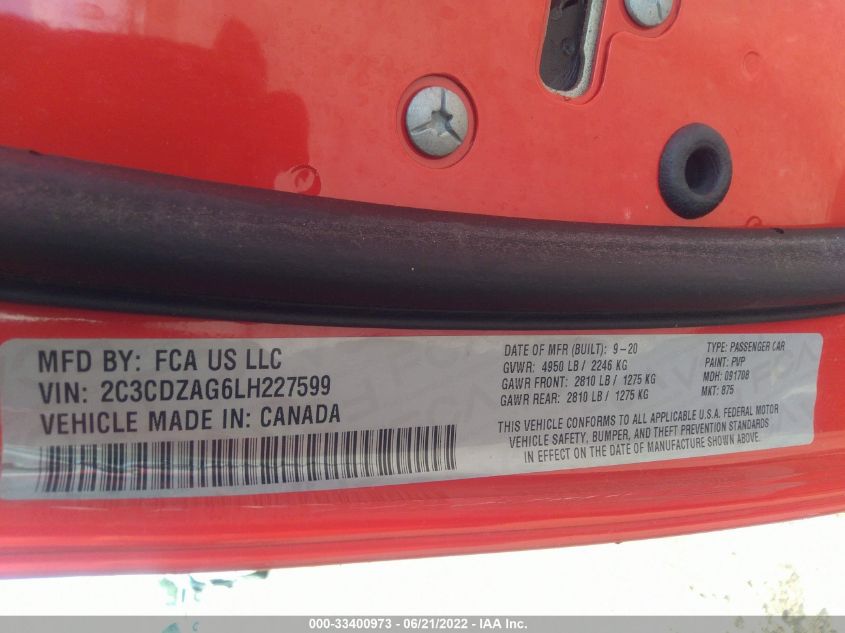 MFD BY: FCA US LLC
VIN: 2C3CDZAG6LH227599
VEHICLE MADE IN: CANADA
DATE OF MFR (BUILT): 9-20
GVWR: 4950 LB / 2246 KG
GAWR FRONT: 2810 LB / 1275 KG
GAWR REAR: 2810 LB / 1275 KG
TYPE: PASSENGER CAR
PAINT: PVP
MDH: 091708
MKT: 875
THIS VEHICLE CONFORMS TO ALL APPLICABLE U.S.A. FEDERAL MOTOR
VEHICLE SAFETY, BUMPER, AND THEFT PREVENTION STANDARDS
IN EFFECT ON THE DATE OF MANUFACTURE SHOWN ABOVE.
000-33400973 - 06/21/2022 - IAA Inc.